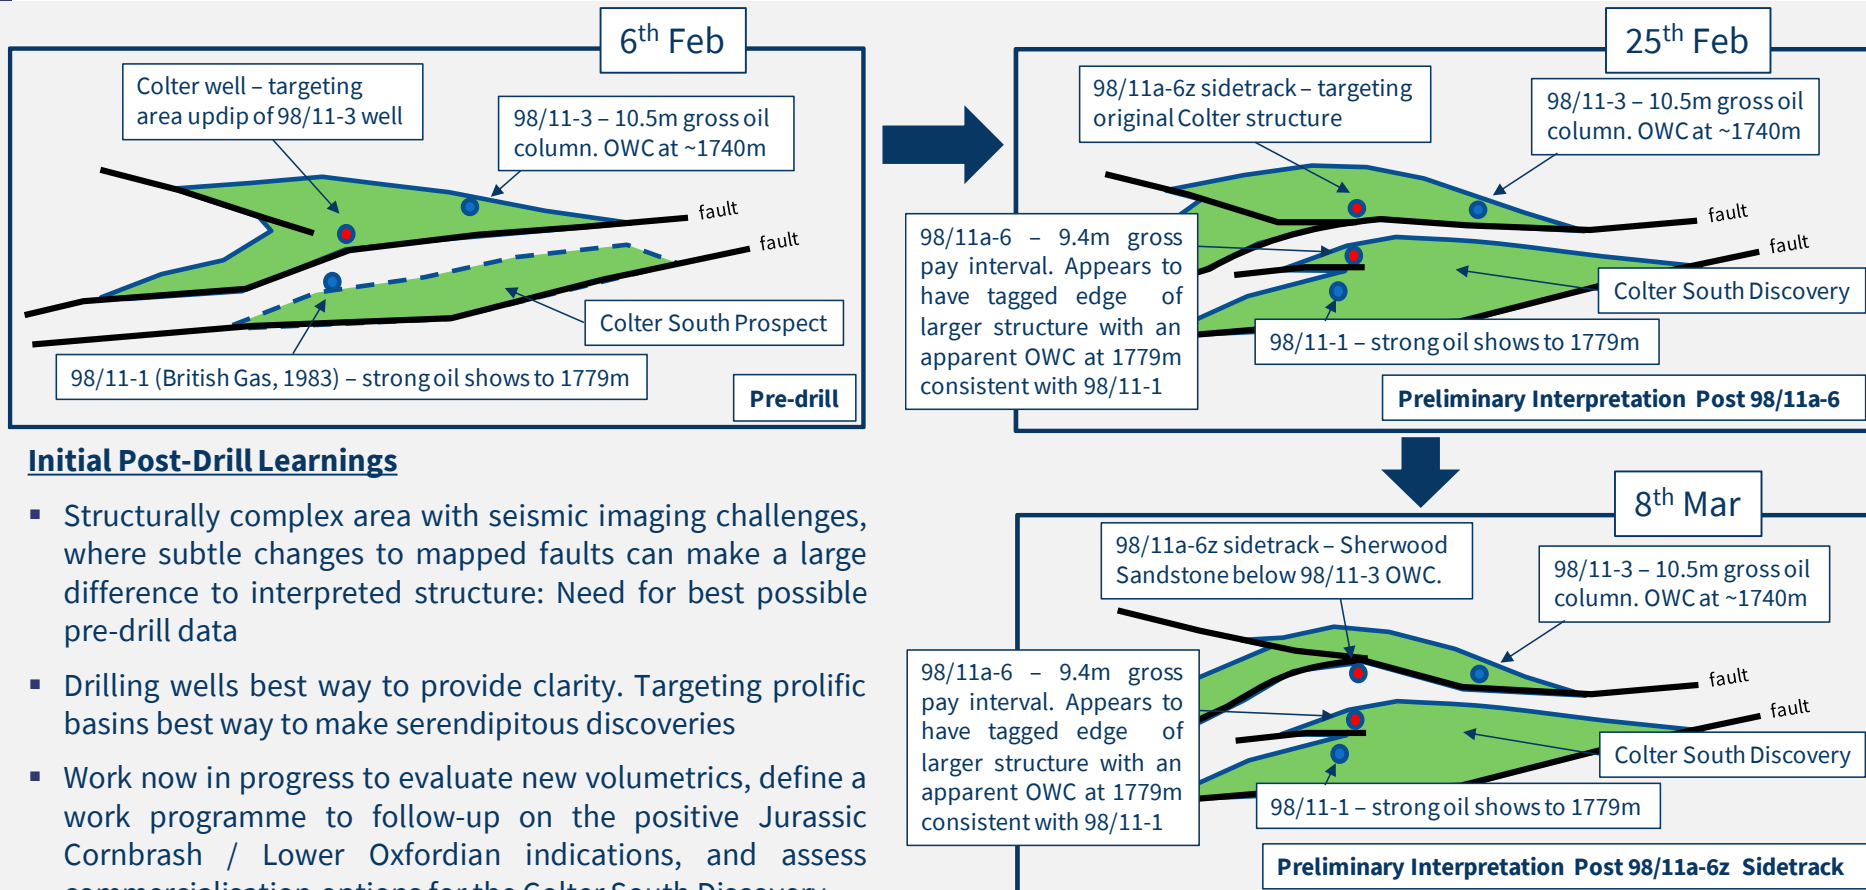 6th Feb
Colter well – targeting
area updip of 98/11-3 well
98/11-3 – 10.5m gross oil
column. OWC at ~1740m
fault
fault
Colter South Prospect
98/11-1 (British Gas, 1983) – strong oil shows to 1779m
Pre-drill
25th Feb
98/11a-6z sidetrack – targeting
original Colter structure
98/11-3 – 10.5m gross oil
column. OWC at ~1740m
fault
fault
98/11a-6 – 9.4m gross
pay interval. Appears to
have tagged edge of
larger structure with an
apparent OWC at 1779m
consistent with 98/11-1
Colter South Discovery
98/11-1 – strong oil shows to 1779m
Preliminary Interpretation Post 98/11a-6
Initial Post-Drill Learnings
▪ Structurally complex area with seismic imaging challenges,
where subtle changes to mapped faults can make a large
difference to interpreted structure: Need for best possible
pre-drill data
▪ Drilling wells best way to provide clarity. Targeting prolific
basins best way to make serendipitous discoveries
▪ Work now in progress to evaluate new volumetrics, define a
work programme to follow-up on the positive Jurassic
Cornbrash / Lower Oxfordian indications, and assess
commercialisation options for the Colter South Discovery
8th Mar
98/11a-6z sidetrack – Sherwood
Sandstone below 98/11-3 OWC.
98/11-3 – 10.5m gross oil
column. OWC at ~1740m
fault
fault
98/11a-6 – 9.4m gross
pay interval. Appears to
have tagged edge of
larger structure with an
apparent OWC at 1779m
consistent with 98/11-1
Colter South Discovery
98/11-1 – strong oil shows to 1779m
Preliminary Interpretation Post 98/11a-6z Sidetrack